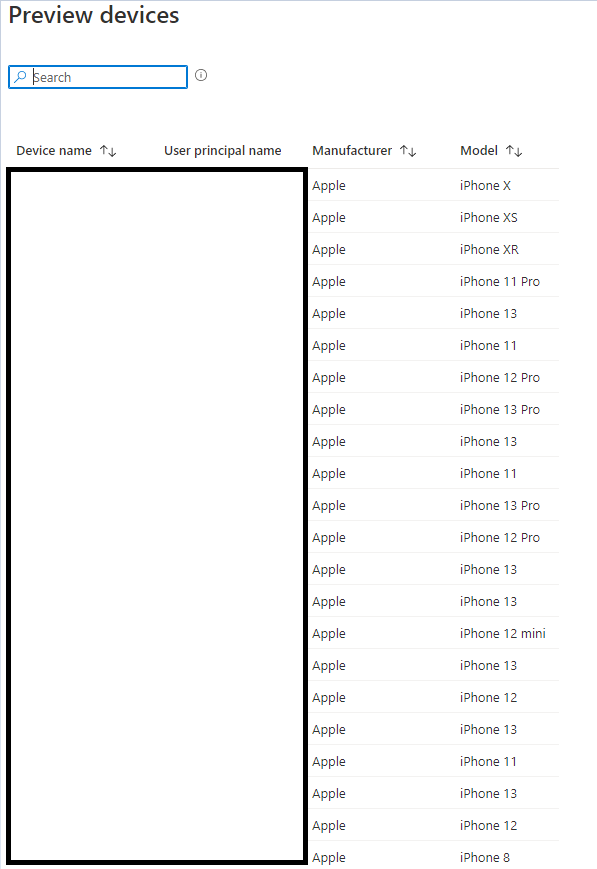 Preview devices
Search
Device name User principal name Manufacturer Model
Apple iPhone X
Apple iPhone XS
Apple iPhone XR
Apple iPhone 11 Pro
Apple iPhone 13
Apple iPhone 11
Apple iPhone 12 Pro
Apple iPhone 13 Pro
Apple iPhone 13
Apple iPhone 11
Apple iPhone 13 Pro
Apple iPhone 12 Pro
Apple iPhone 13
Apple iPhone 13
Apple iPhone 12 mini
Apple iPhone 13
Apple iPhone 12
Apple iPhone 13
Apple iPhone 11
Apple iPhone 13
Apple iPhone 12
Apple iPhone 8